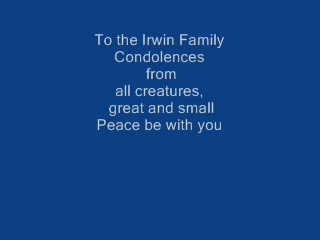 To the Irwin Family
Condolences
from
all creatures,
great and small
Peace be with you